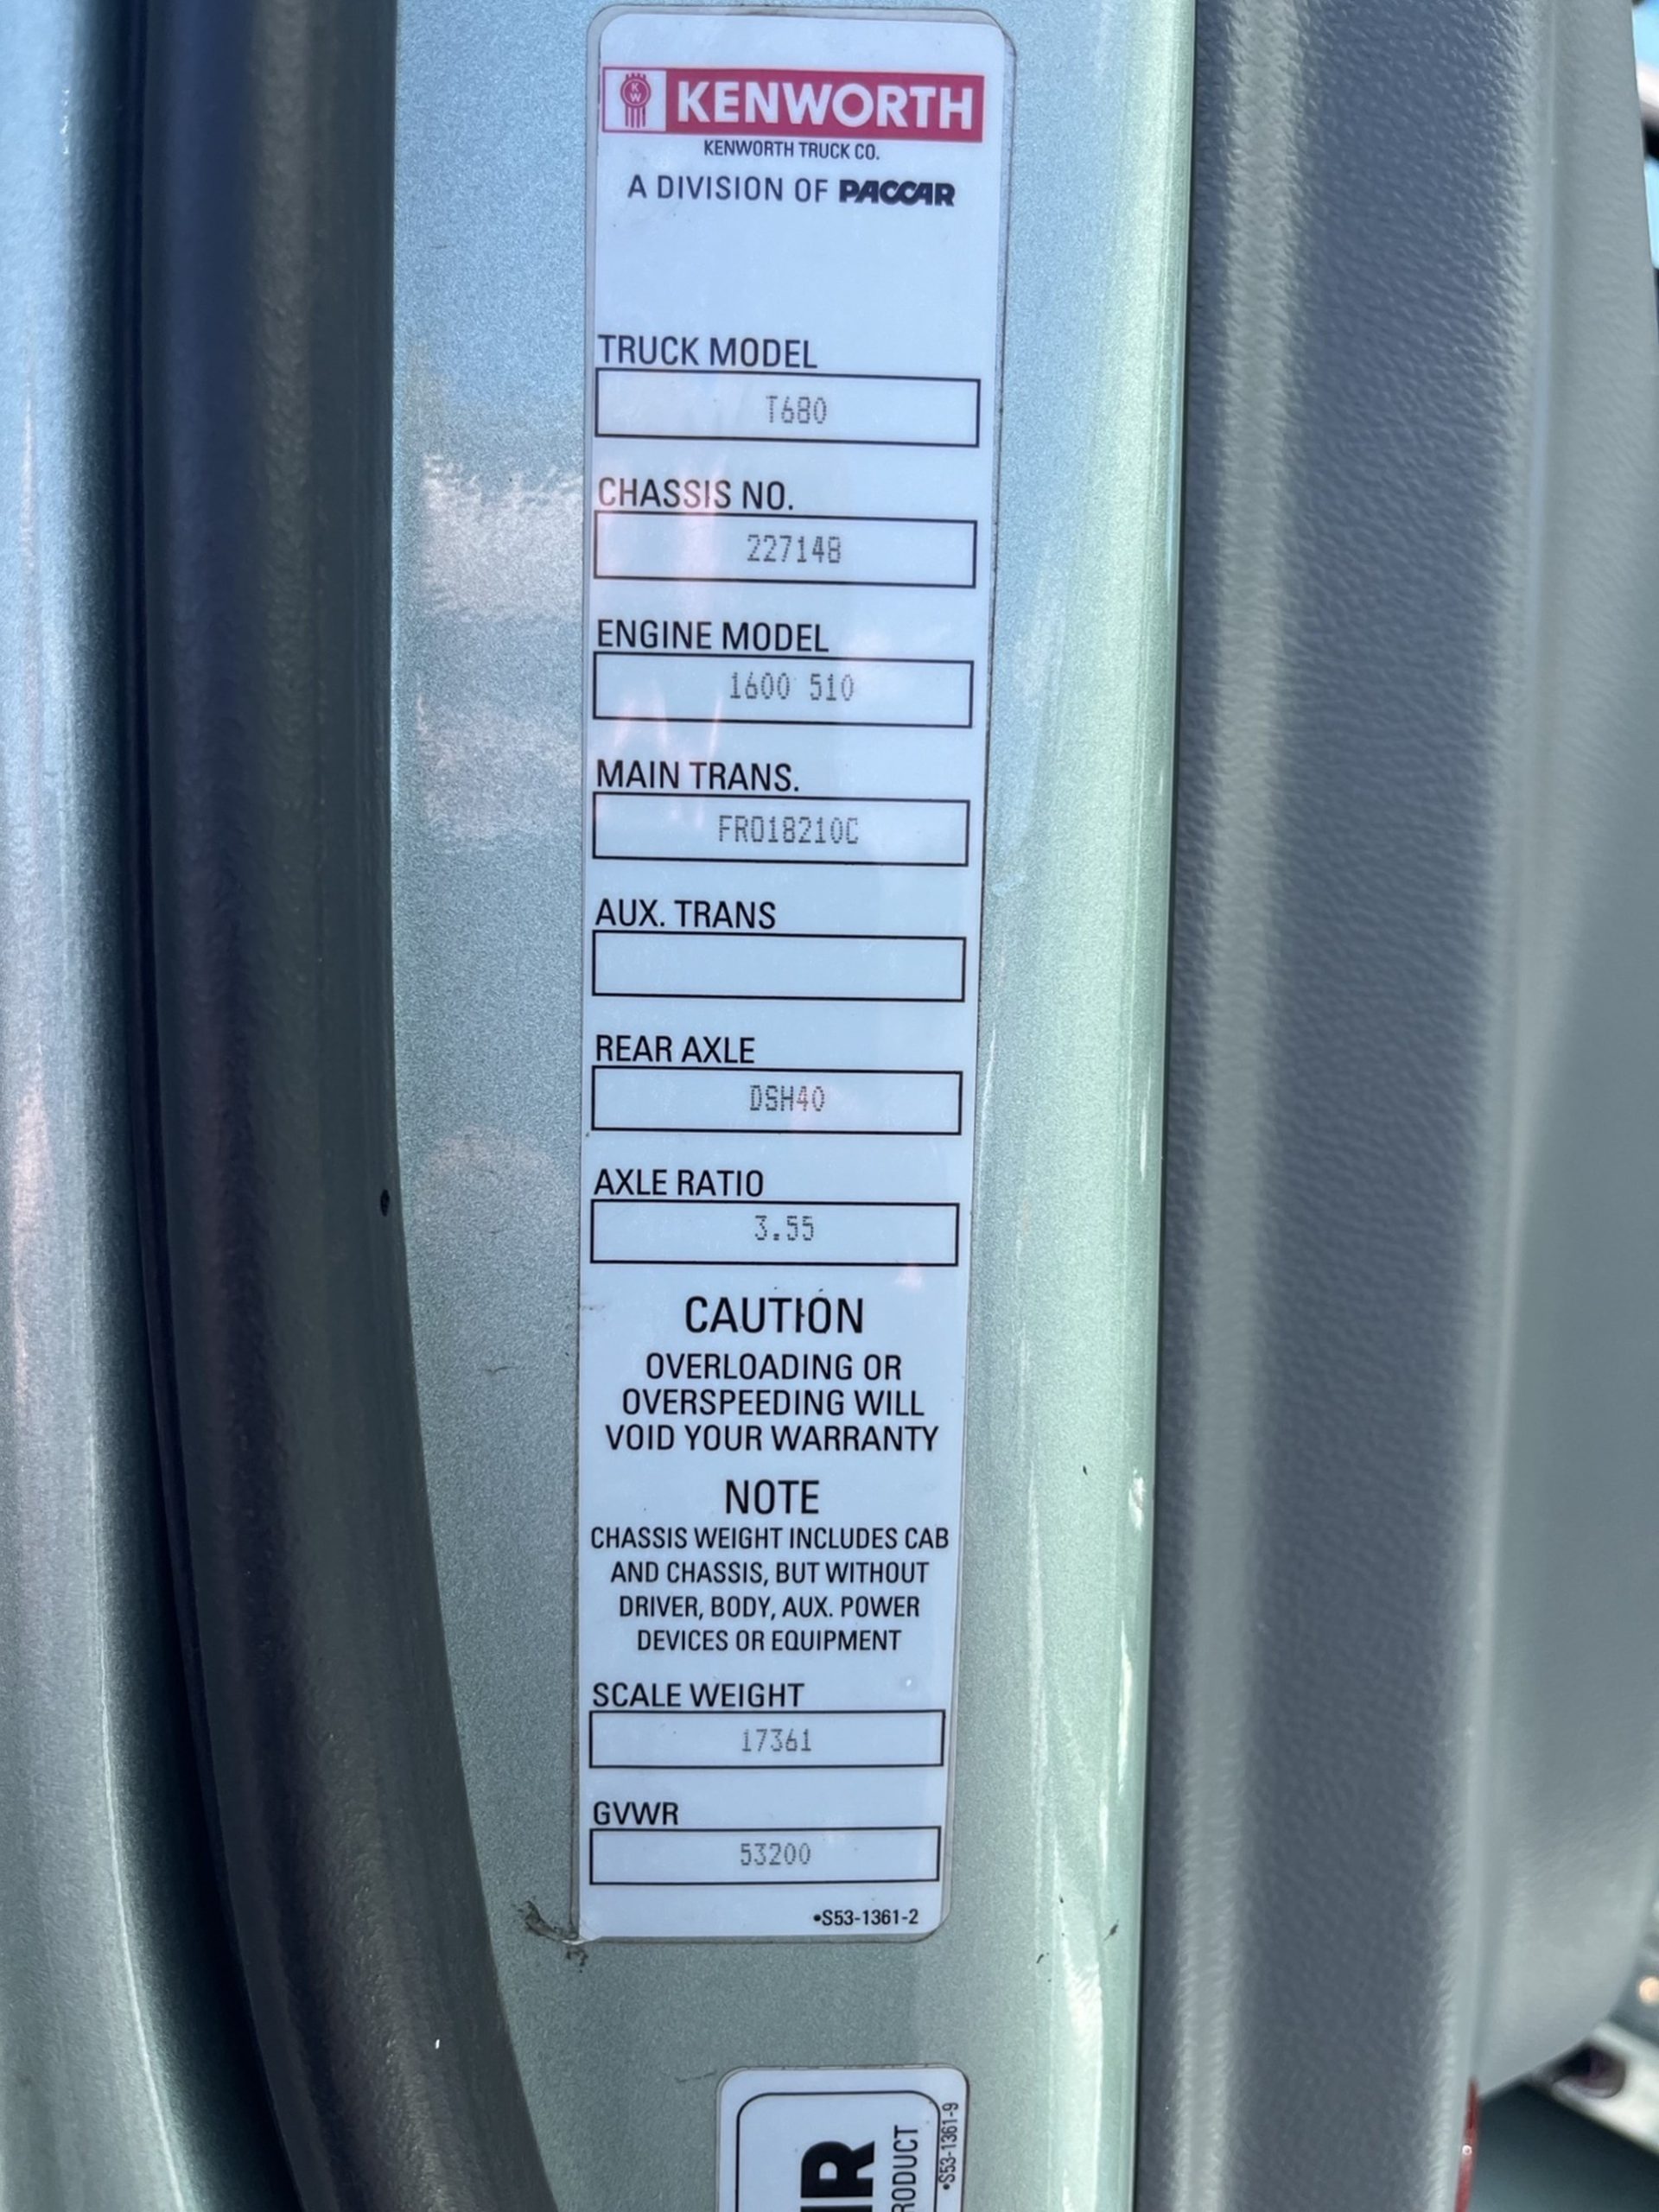 KW KENWORTH
KENWORTH TRUCK CO.
A DIVISION OF PACCAR
TRUCK MODEL
T680
CHASSIS NO.
227148
ENGINE MODEL
1600 510
MAIN TRANS.
FRO18210C
AUX. TRANS
REAR AXLE
DSH40
AXLE RATIO
3.55
CAUTION
OVERLOADING OR
OVERSPEEDING WILL
VOID YOUR WARRANTY
NOTE
CHASSIS WEIGHT INCLUDES CAB
AND CHASSIS, BUT WITHOUT
DRIVER, BODY, AUX. POWER
DEVICES OR EQUIPMENT
SCALE WEIGHT
17361
GVWR
53200
•S53-1361-2
•S53-1361-9